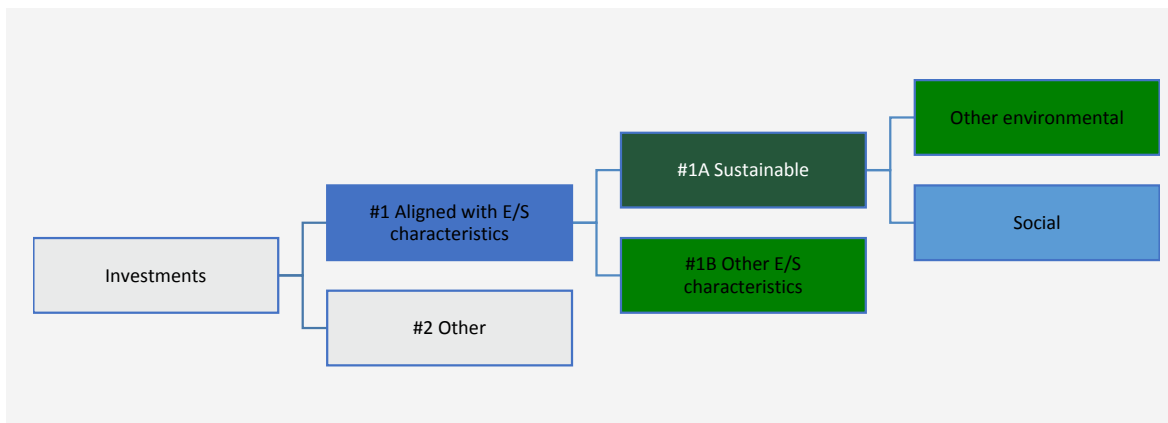 Investments
#1 Aligned with E/S
characteristics
#2 Other
#1A Sustainable
#1B Other E/S
characteristics
Other environmental
Social